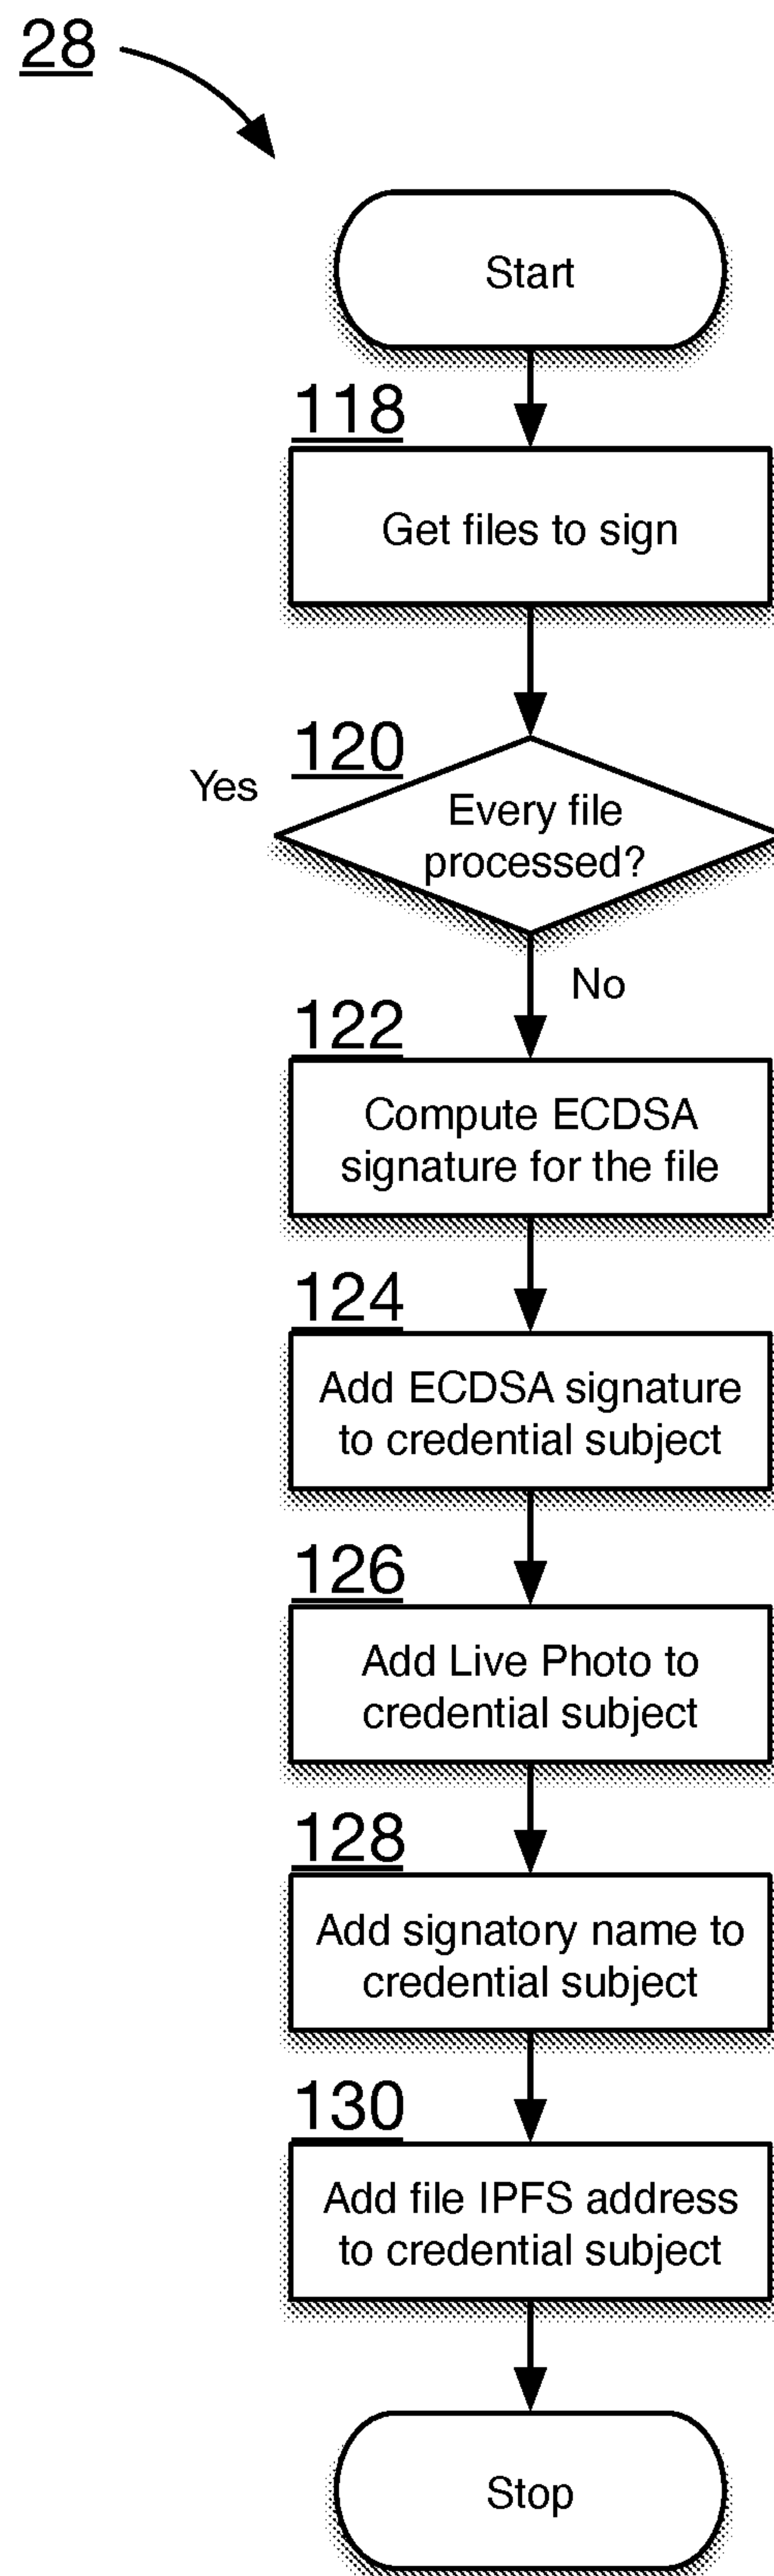 28
Start
118
Get files to sign
120
Yes
Every file
processed?
No
122
Compute ECDSA
signature for the file
124
Add ECDSA signature
to credential subject
126
Add Live Photo to
credential subject
128
Add signatory name to
credential subject
130
Add file IPFS address
to credential subject
Stop